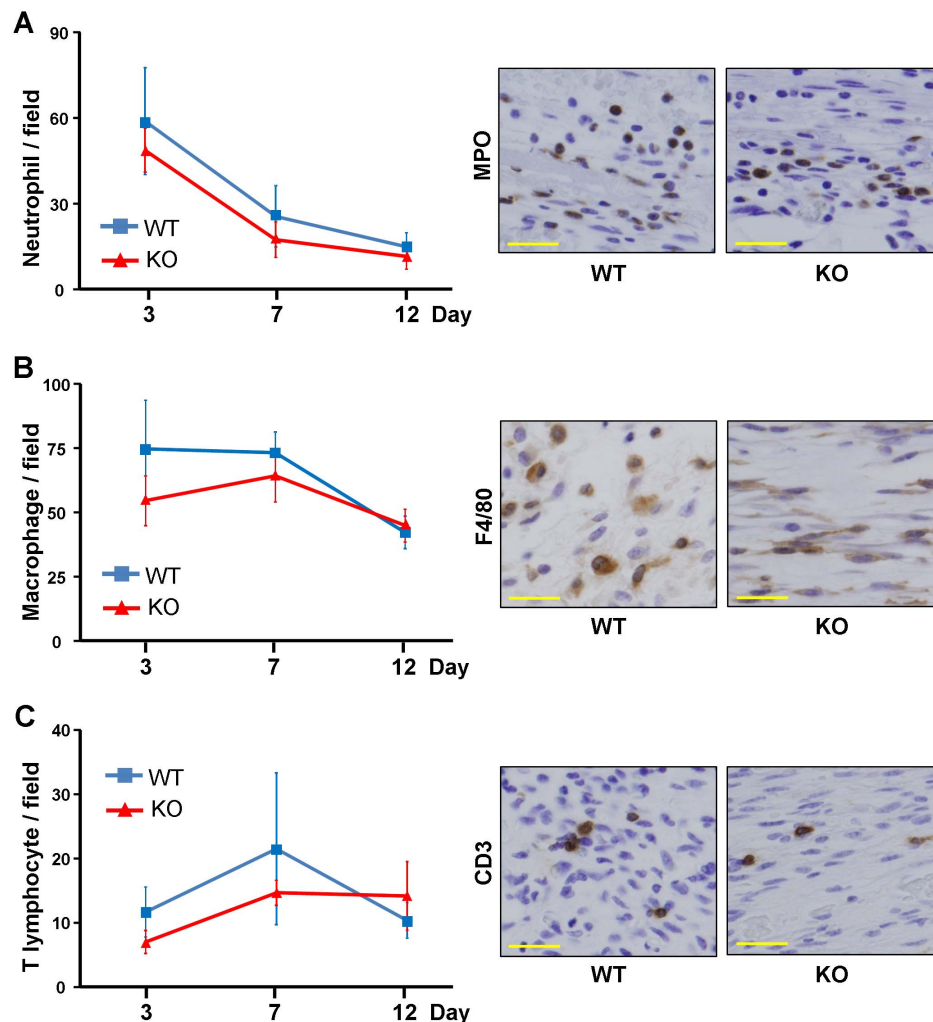 A
Neutrophil / field
90
60
30
0
WT
KO
3 7 12 Day
MPO
WT KO
B
Macrophage / field
100
75
50
25
0
WT
KO
3 7 12 Day
F4/80
WT KO
C
T lymphocyte / field
40
30
20
10
0
WT
KO
3 7 12 Day
CD3
WT KO